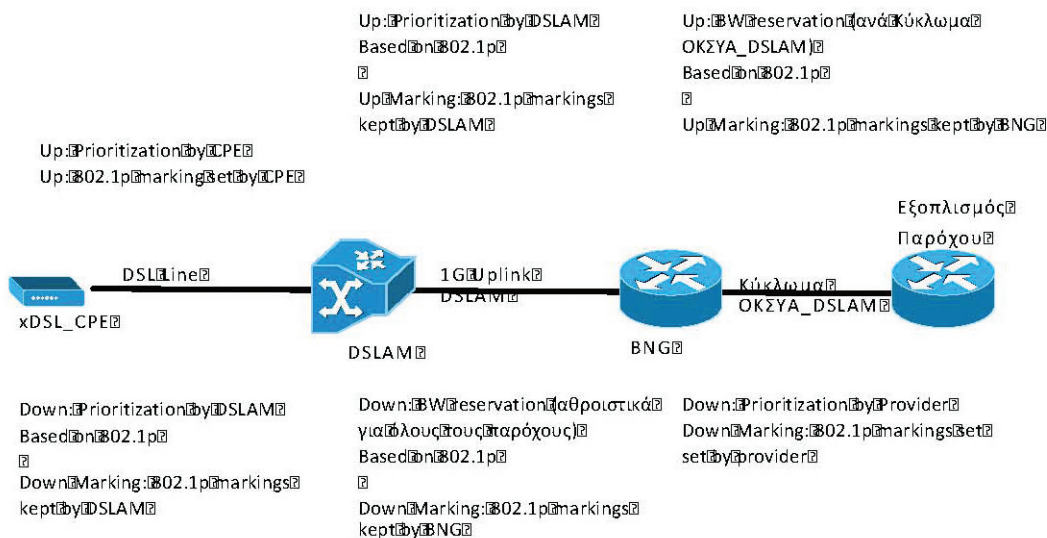 Up: Prioritization by DSLAM
Based on 802.1p
Up Marking: 802.1p markings
kept by DSLAM
Up: BW reservation (ανά Κύκλωμα
ΟΚΣΥΑ_DSLAM)
Based on 802.1p
Up Marking: 802.1p markings kept by BNG
Up: Prioritization by CPE
Up: 802.1p marking set by CPE
Εξοπλισμός
Παρόχου
DSL Line
1G Uplink
DSLAM
Κύκλωμα
ΟΚΣΥΑ_DSLAM
xDSL_CPE
DSLAM
BNG
Down: Prioritization by DSLAM
Based on 802.1p
Down Marking: 802.1p markings
kept by DSLAM
Down: BW reservation (αθροιστικά
για όλους τους παρόχους)
Based on 802.1p
Down Marking: 802.1p markings
kept by BNG
Down: Prioritization by Provider
Down Marking: 802.1p markings set
set by provider